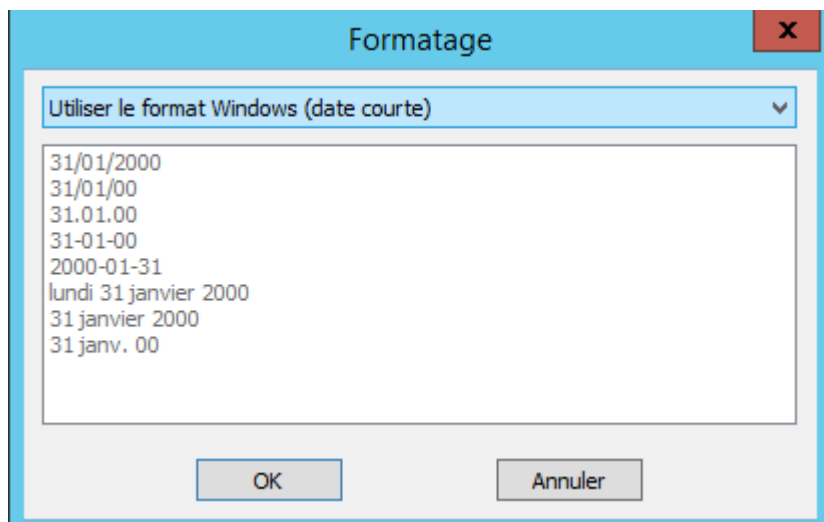 Formatage
x
Utiliser le format Windows (date courte)
31/01/2000
31/01/00
31.01.00
31-01-00
2000-01-31
lundi 31 janvier 2000
31 janvier 2000
31 janv. 00
OK
Annuler